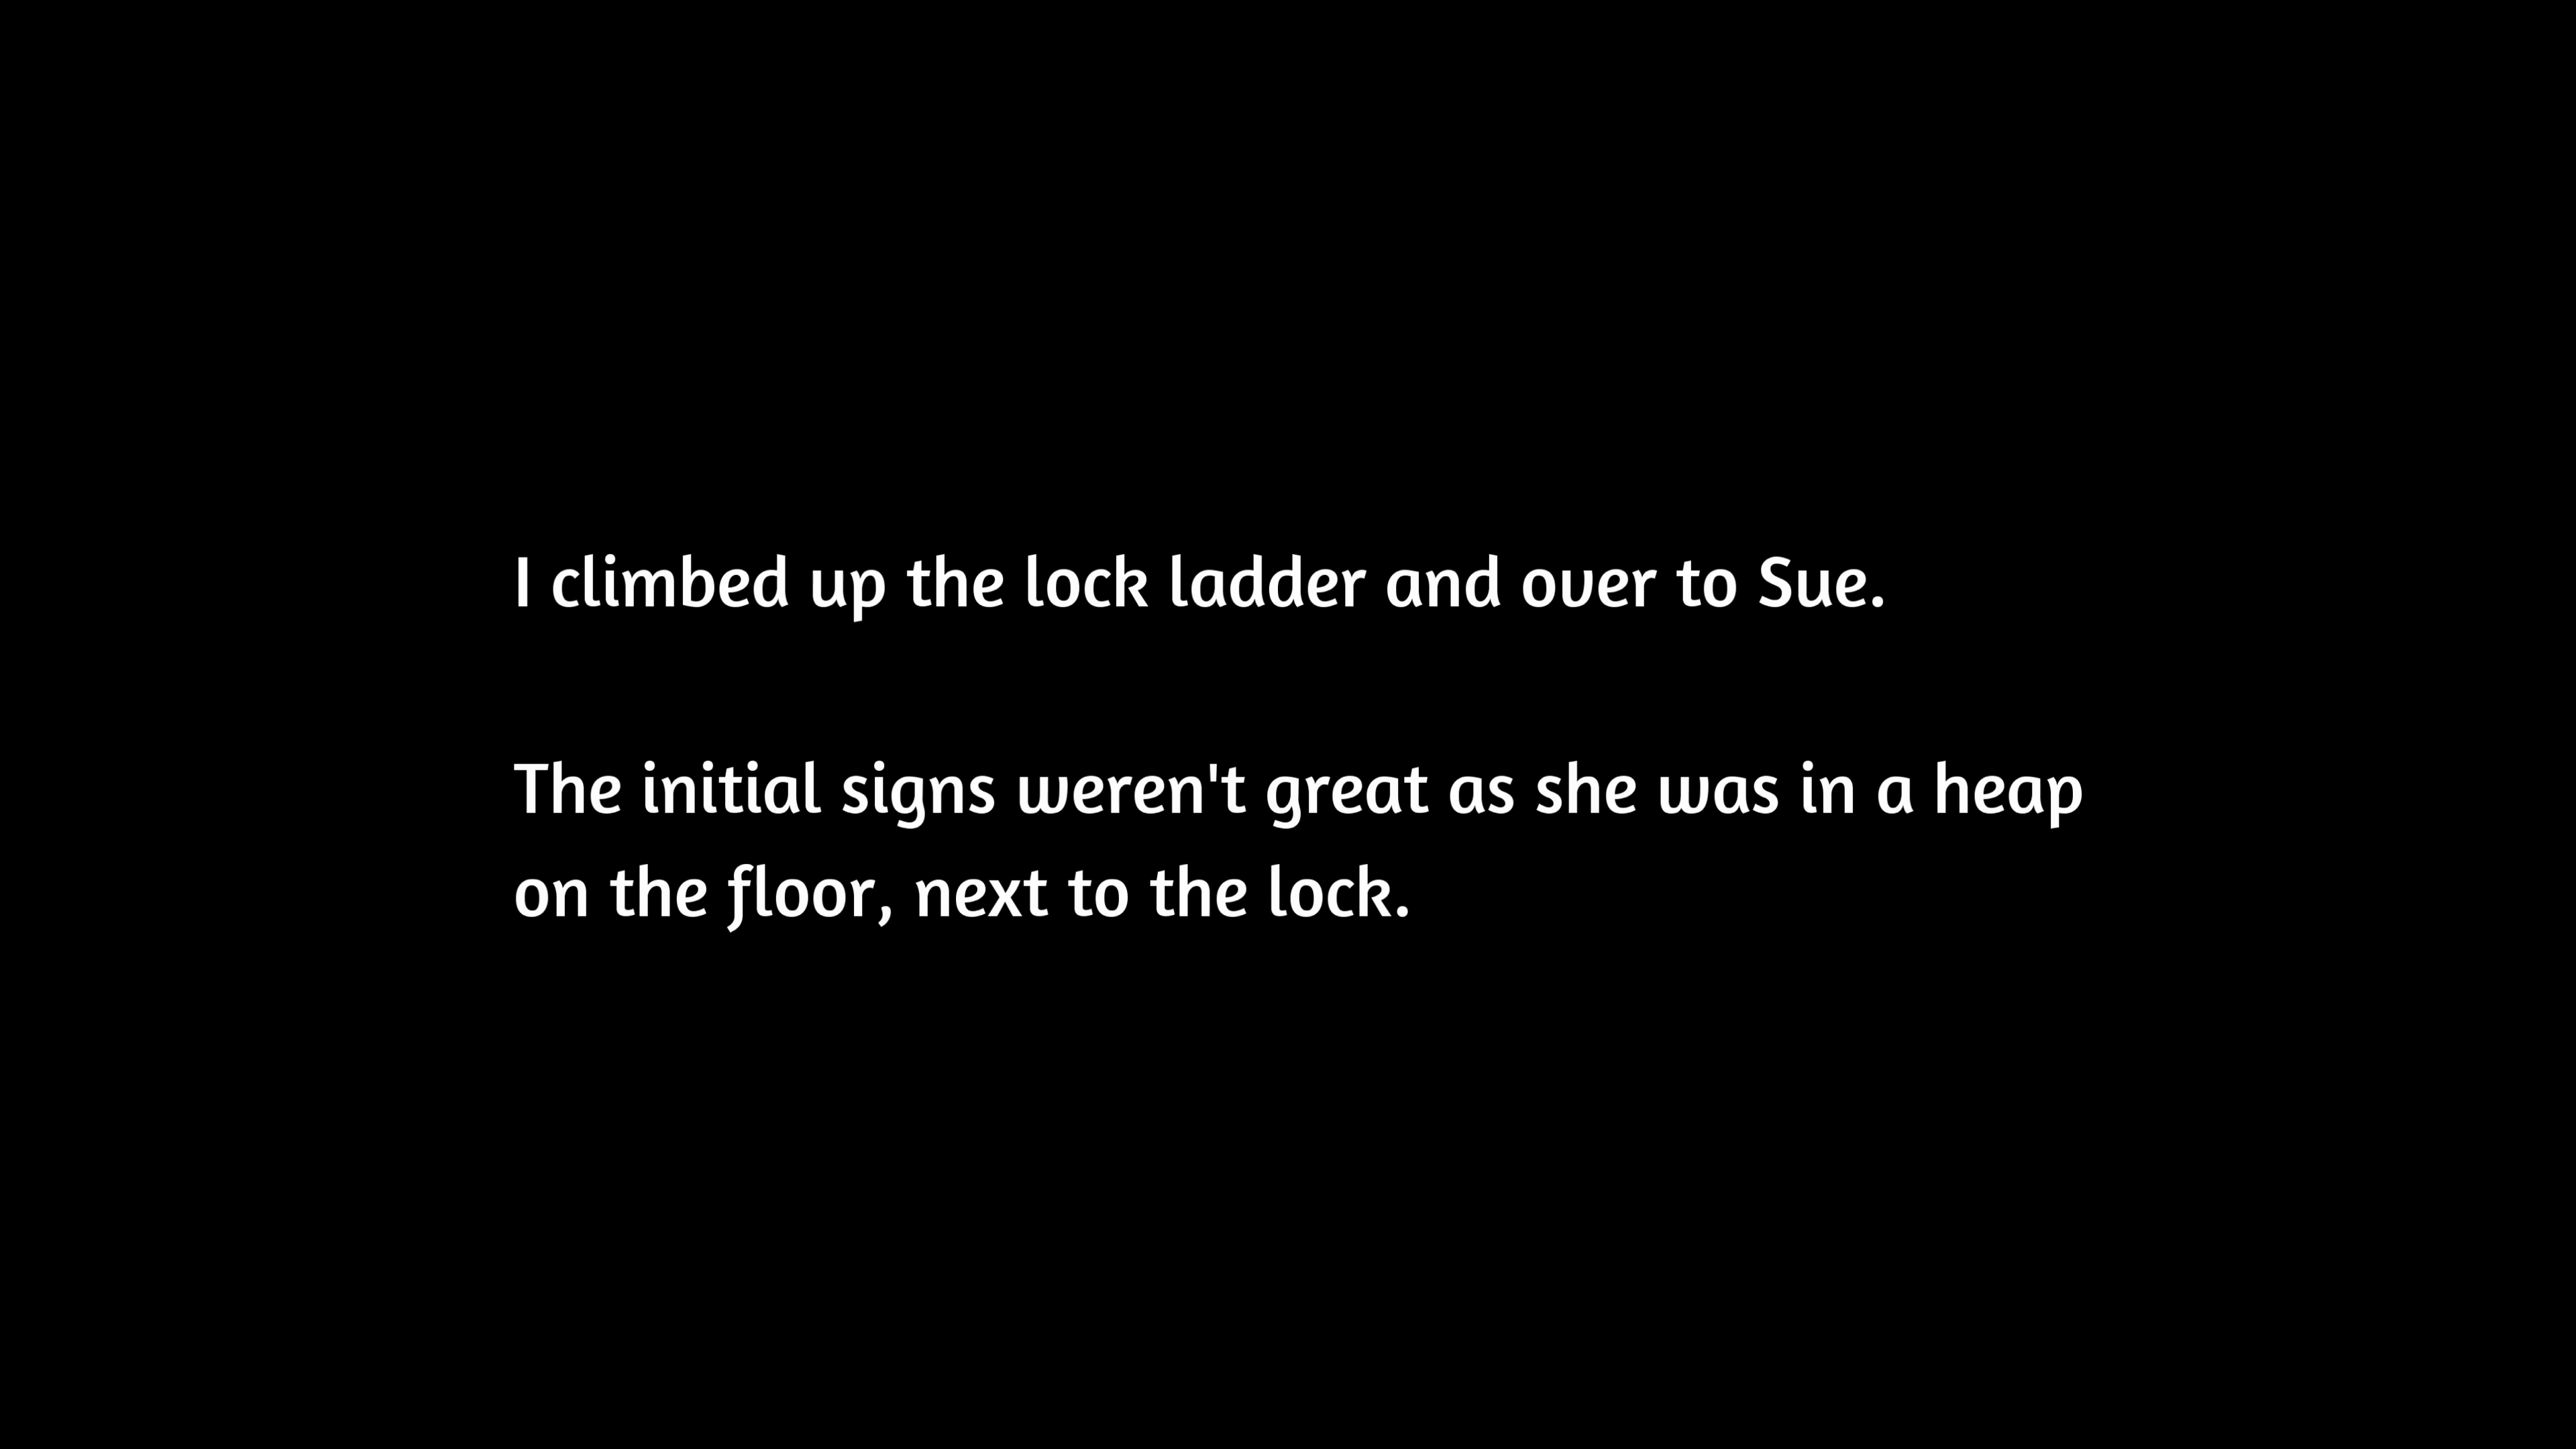 I climbed up the lock ladder and over to Sue.
The initial signs weren't great as she was in a heap
on the floor, next to the lock.